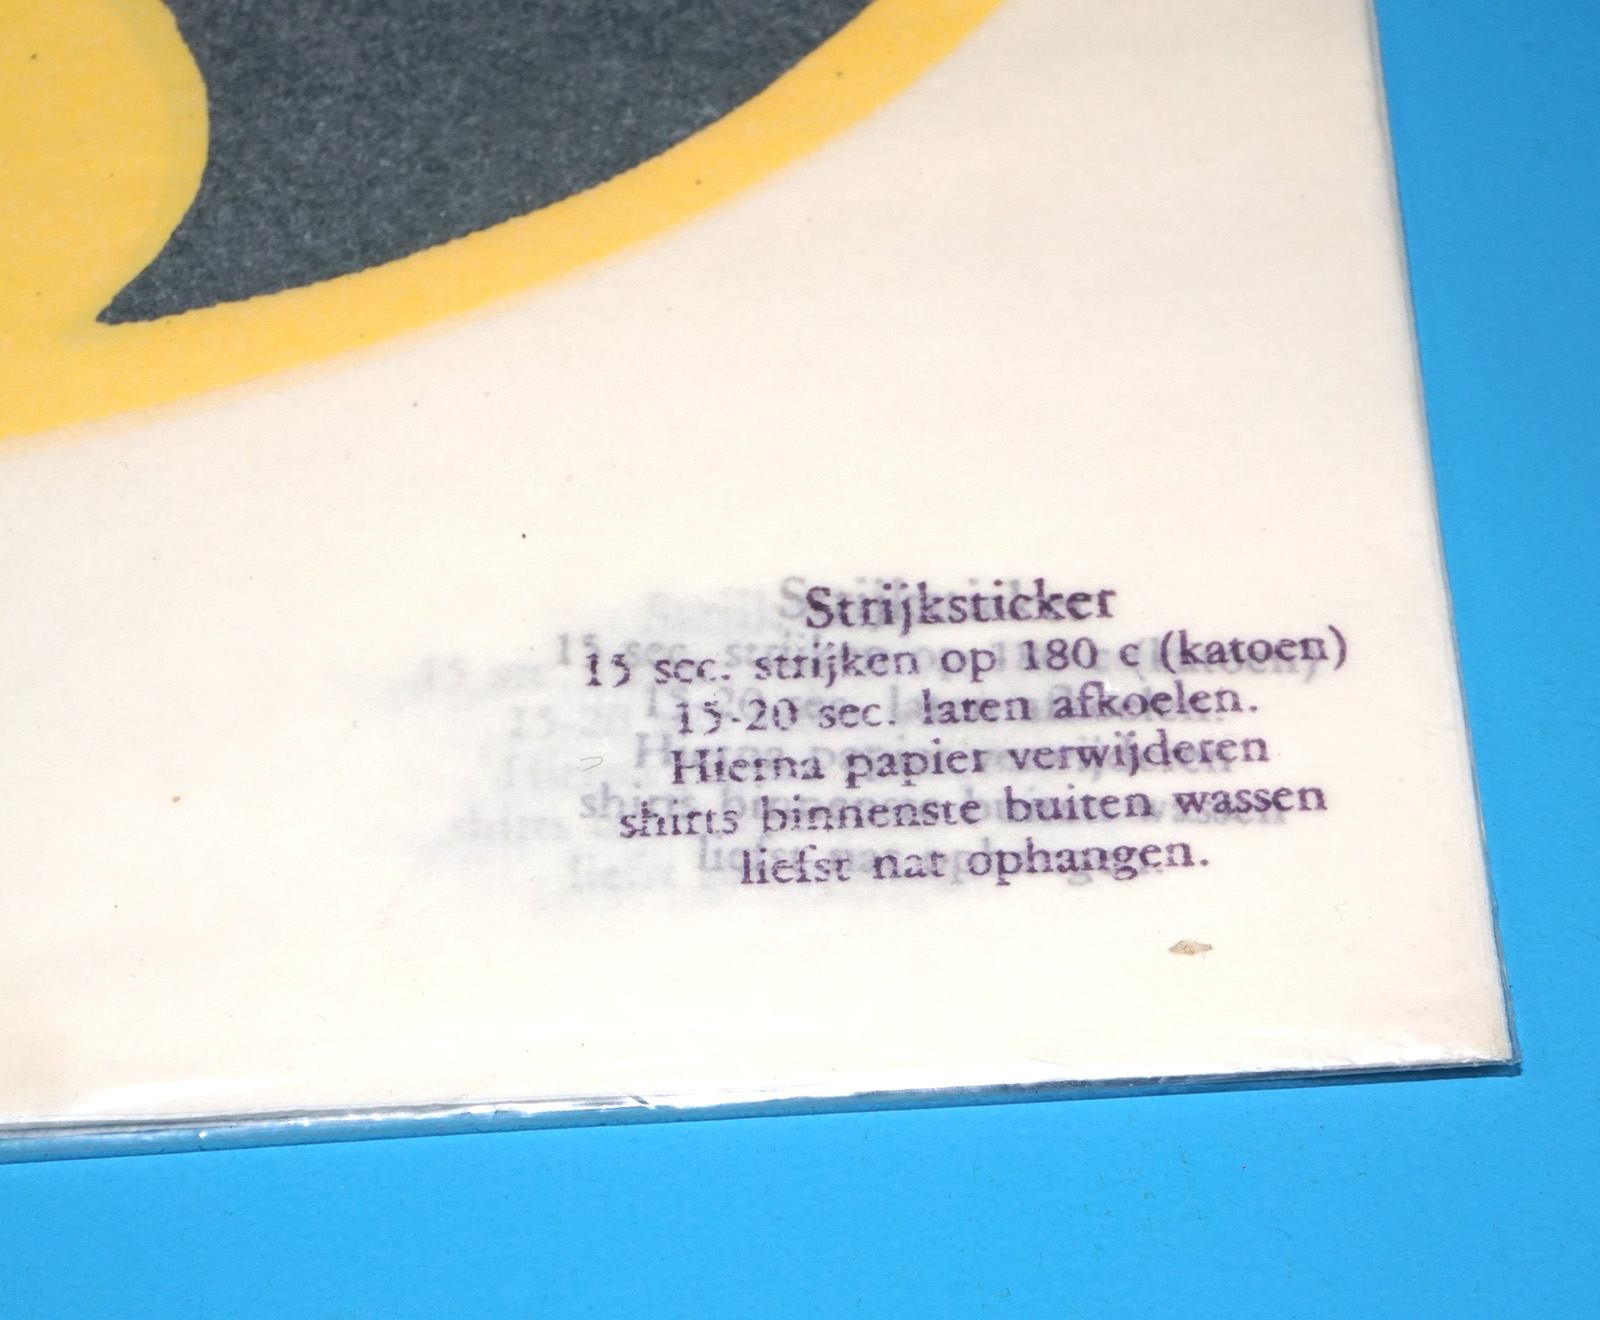 Strijksticker
15 sec. strijken op 180 c (katoen)
15-20 sec. laten afkoelen.
Hierna papier verwijderen
shirts binnenste buiten wassen
liefst nat ophangen.